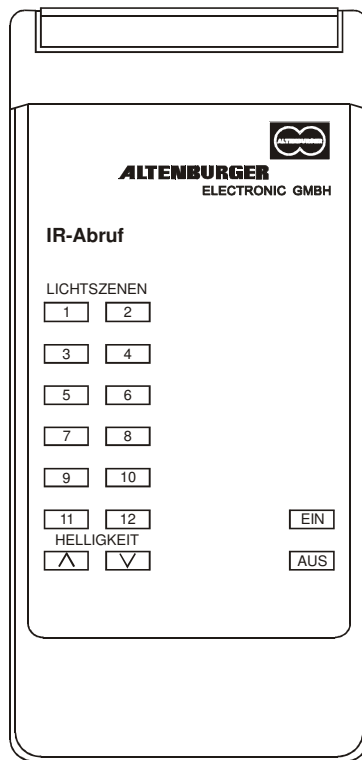 ALTENBURGER
ALTENBURGER
ELECTRONIC GMBH
IR-Abruf
LICHTSZENEN
1 2
3 4
5 6
7 8
9 10
11 12 EIN
HELLIGKEIT
AUS